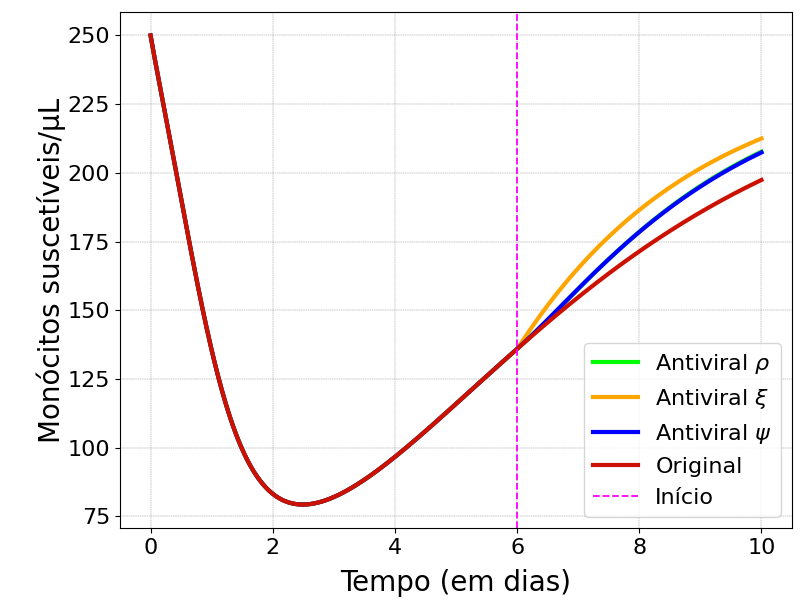 Monócitos suscetíveis/μL
250
225
200
175
150
125
100
75
0 2 4 6 8 10
Tempo (em dias)
Antiviral ρ
Antiviral ξ
Antiviral ψ
Original
Início